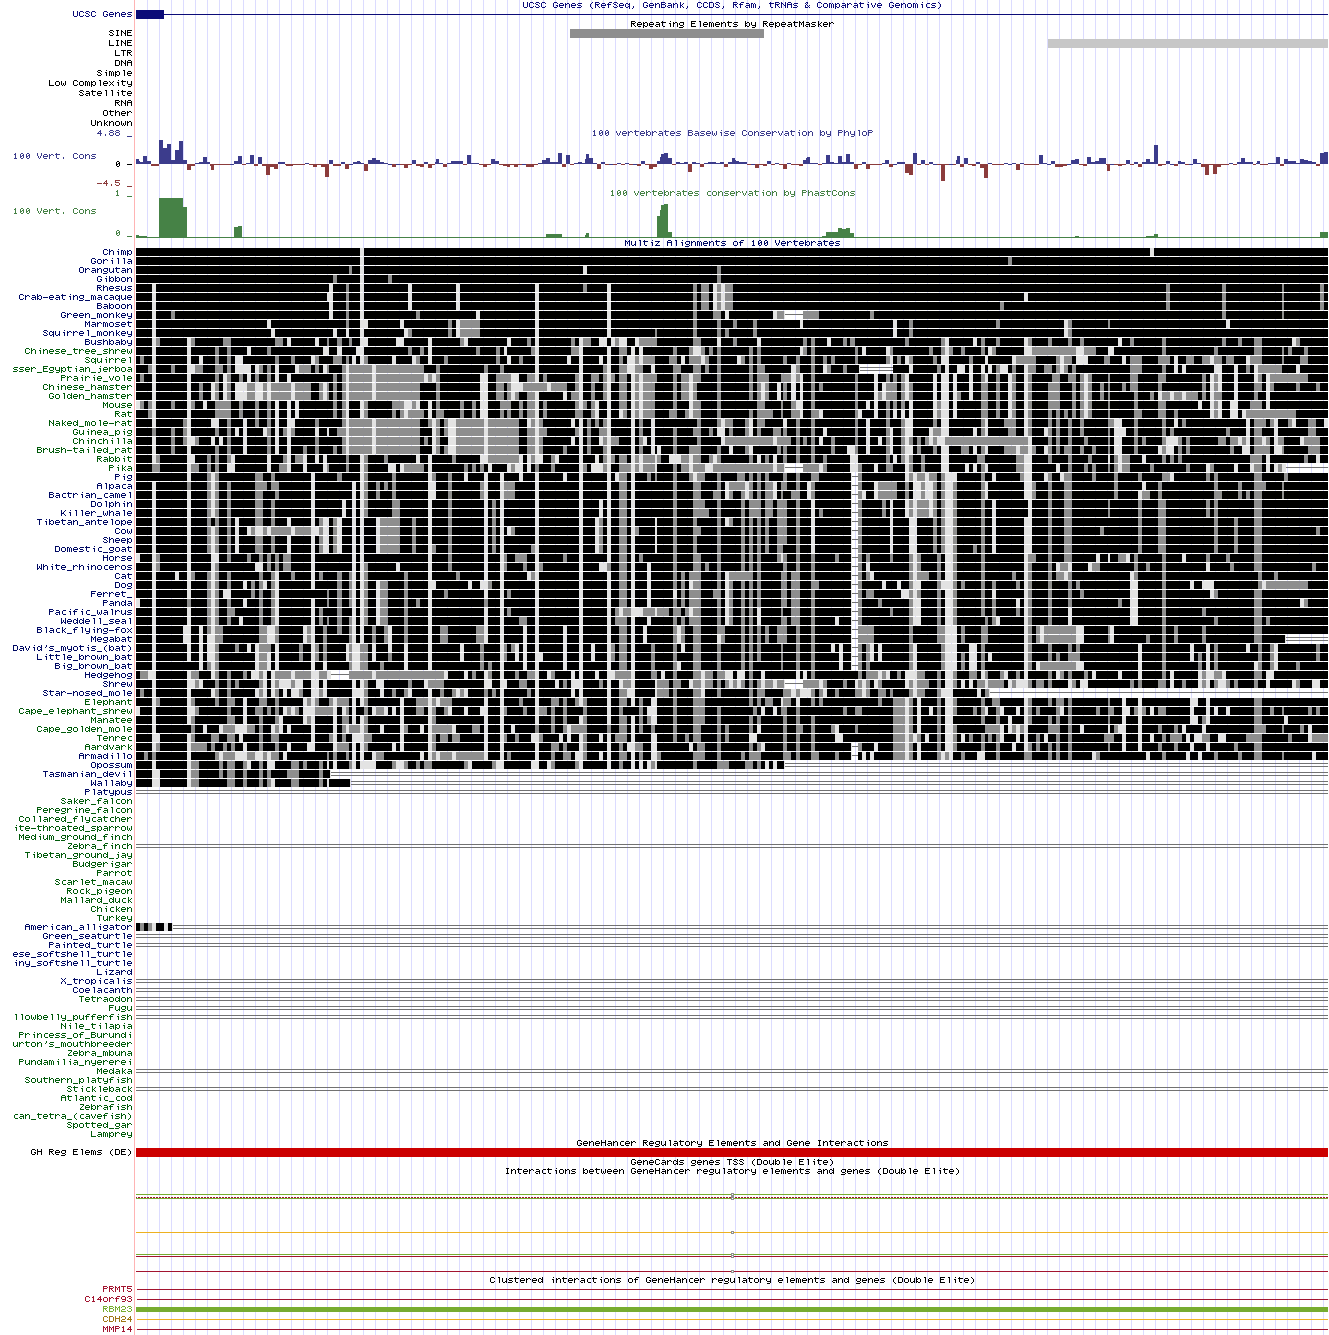 UCSC Genes (RefSeq, GenBank, CCDS, Rfam, tRNAs & Comparative Genomics)
UCSC Genes
Repeating Elements by RepeatMasker
SINE
LINE
LTR
DNA
Simple
Low Complexity
Satellite
RNA
Other
Unknown
4.88 _
100 vertebrates Basewise Conservation by PhyloP
100 Vert. Cons
0 -
-4.5 _
100 vertebrates conservation by PhastCons
1 _
100 Vert. Cons
0 _
Multiz Alignments of 100 Vertebrates
Chimp
Gorilla
Orangutan
Gibbon
Rhesus
Crab-eating_macaque
Baboon
Green_monkey
Marmoset
Squirrel_monkey
Bushbaby
Chinese_tree_shrew
Squirrel
sser_Egyptian_jerboa
Prairie_vole
Chinese_hamster
Golden_hamster
Mouse
Rat
Naked_mole-rat
Guinea_pig
Chinchilla
Brush-tailed_rat
Rabbit
Pika
Pig
Alpaca
Bactrian_camel
Dolphin
Killer_whale
Tibetan_antelope
Cow
Sheep
Domestic_goat
Horse
White_rhinoceros
Cat
Dog
Ferret_
Panda
Pacific_walrus
Weddell_seal
Black_flying-fox
Megabat
David's_myotis_(bat)
Little_brown_bat
Big_brown_bat
Hedgehog
Shrew
Star-nosed_mole
Elephant
Cape_elephant_shrew
Manatee
Cape_golden_mole
Tenrec
Aardvark
Armadillo
Opossum
Tasmanian_devil
Wallaby
Platypus
Saker_falcon
Peregrine_falcon
Collared_flycatcher
ite-throated_sparrow
Medium_ground_finch
Zebra_finch
Tibetan_ground_jay
Budgerigar
Parrot
Scarlet_macaw
Rock_pigeon
Mallard_duck
Chicken
Turkey
American_alligator
Green_seaturtle
Painted_turtle
ese_softshell_turtle
iny_softshell_turtle
Lizard
X_tropicalis
Coelacanth
Tetraodon
Fugu
llowbelly_pufferfish
Nile_tilapia
Princess_of_Burundi
urton's_mouthbreeder
Zebra_mbuna
Pundamilia_nyererei
Medaka
Southern_platyfish
Stickleback
Atlantic_cod
Zebrafish
can_tetra_(cavefish)
Spotted_gar
Lamprey
GeneHancer Regulatory Elements and Gene Interactions
GH Reg Elems (DE)
GeneCards genes TSS (Double Elite)
Interactions between GeneHancer regulatory elements and genes (Double Elite)
Clustered interactions of GeneHancer regulatory elements and genes (Double Elite)
PRMT5
C14orf93
RBM23
CDH24
MMP14